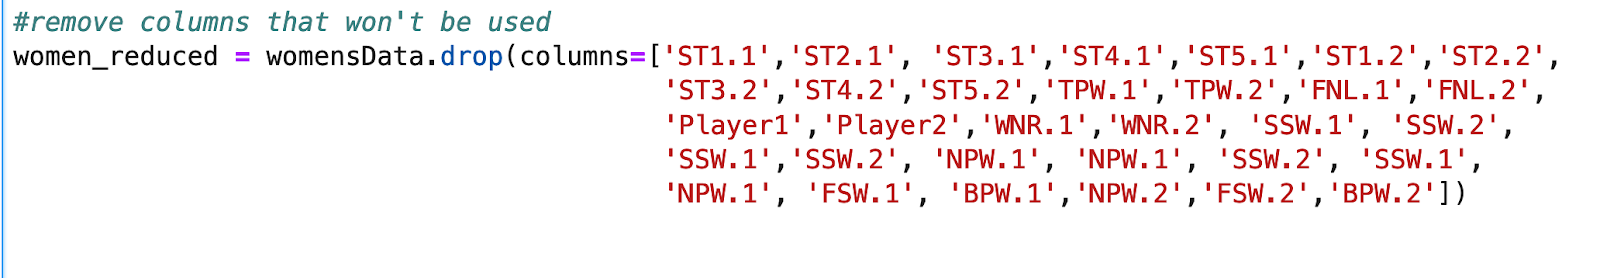 #remove columns that won't be used
women_reduced = womensData.drop(columns=['ST1.1','ST2.1', 'ST3.1','ST4.1','ST5.1','ST1.2','ST2.2',
'ST3.2','ST4.2','ST5.2','TPW.1','TPW.2','FNL.1','FNL.2',
'Player1','Player2','WNR.1','WNR.2', 'SSW.1', 'SSW.2',
'SSW.1','SSW.2', 'NPW.1', 'NPW.1', 'SSW.2', 'SSW.1',
'NPW.1', 'FSW.1', 'BPW.1','NPW.2','FSW.2','BPW.2'])